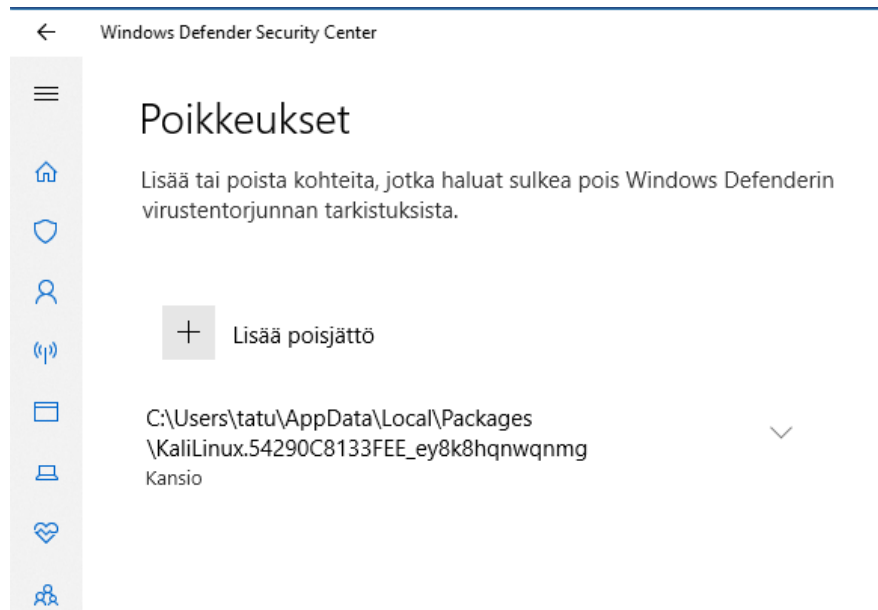 Windows Defender Security Center
Poikkeukset
Lisää tai poista kohteita, jotka haluat sulkea pois Windows Defenderin
virustentorjunnan tarkistuksista.
Lisää poisjättö
C:\Users\tatu\AppData\Local\Packages
\KaliLinux.54290C8133FEE_ey8k8hqnwqnmg
Kansio